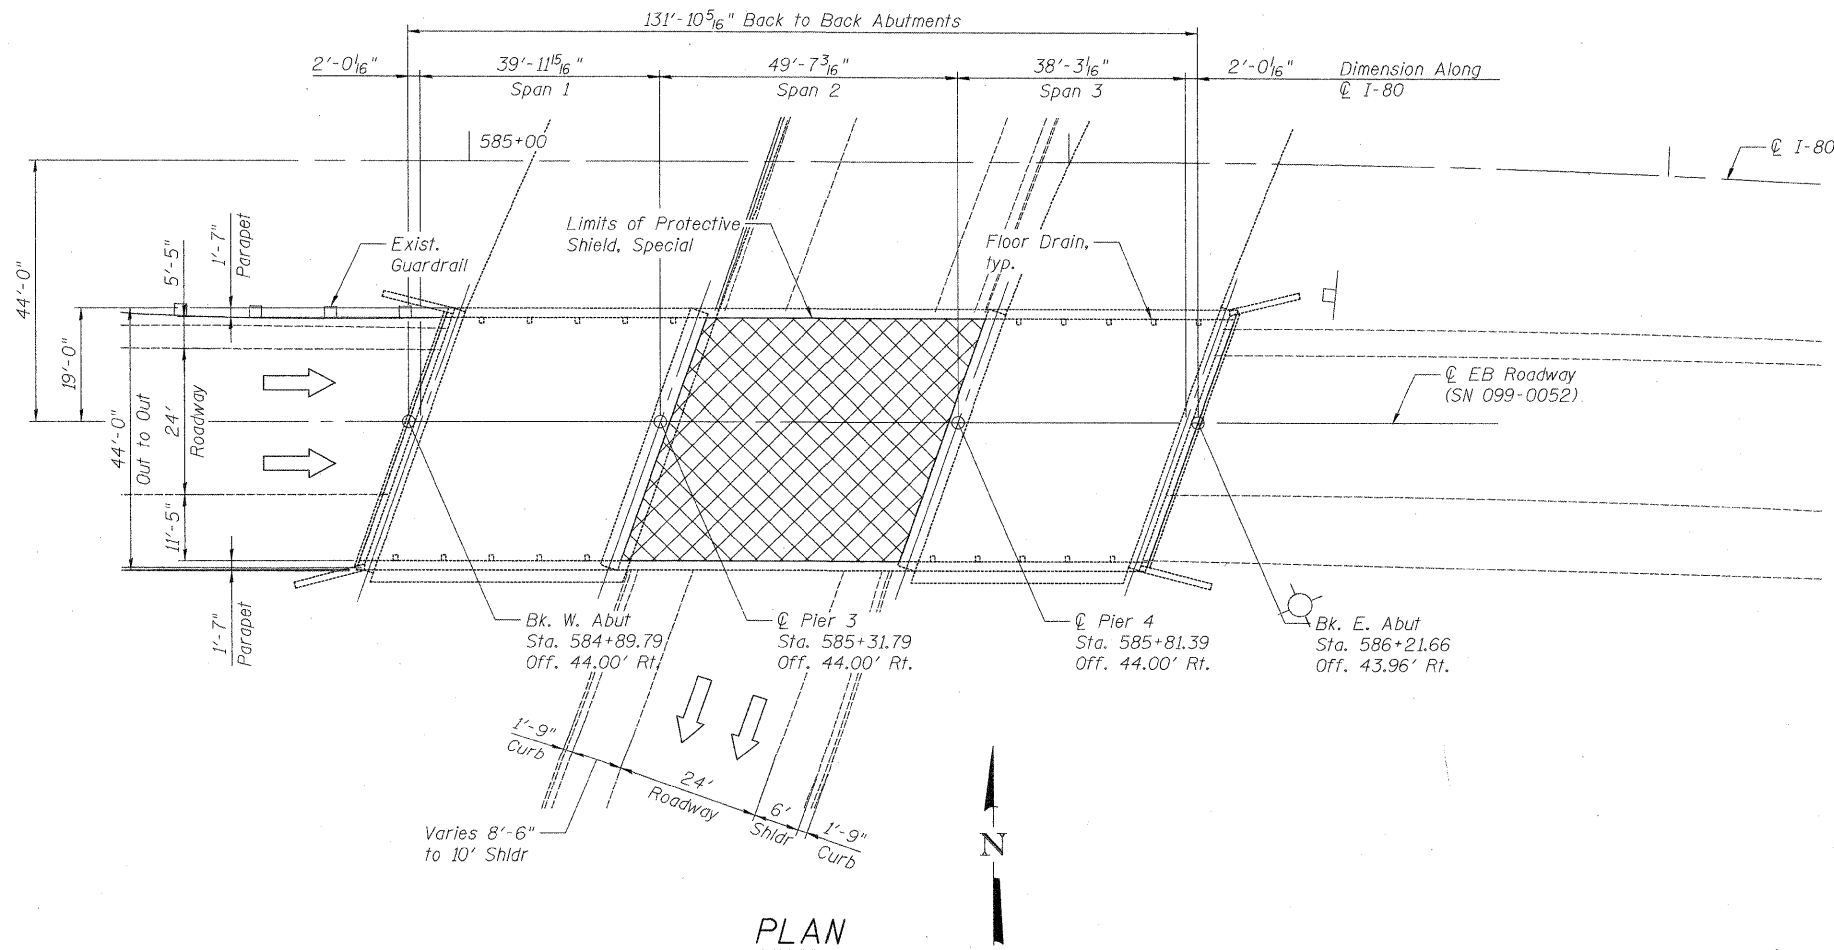 131'-10 5/16" Back to Back Abutments
2'-0 1/16"
39'-11 15/16"
49'-7 3/16"
38'-3 1/16"
2'-0 1/16"
Dimension Along
℄ I-80
Span 1
Span 2
Span 3
585+00
℄ I-80
44'-0"
5'-5"
1'-7"
Parapet
Exist.
Guardrail
Limits of Protective
Shield, Special
Floor Drain,
typ.
19'-0"
44'-0"
Out to Out
24'
Roadway
11'-5"
℄ EB Roadway
(SN 099-0052)
1'-7"
Parapet
Bk. W. Abut
Sta. 584+89.79
Off. 44.00' Rt.
℄ Pier 3
Sta. 585+31.79
Off. 44.00' Rt.
℄ Pier 4
Sta. 585+81.39
Off. 44.00' Rt.
Bk. E. Abut
Sta. 586+21.66
Off. 43.96' Rt.
1'-9"
Curb
24'
Roadway
6'
Shldr
1'-9"
Curb
Varies 8'-6"
to 10' Shldr
N
PLAN